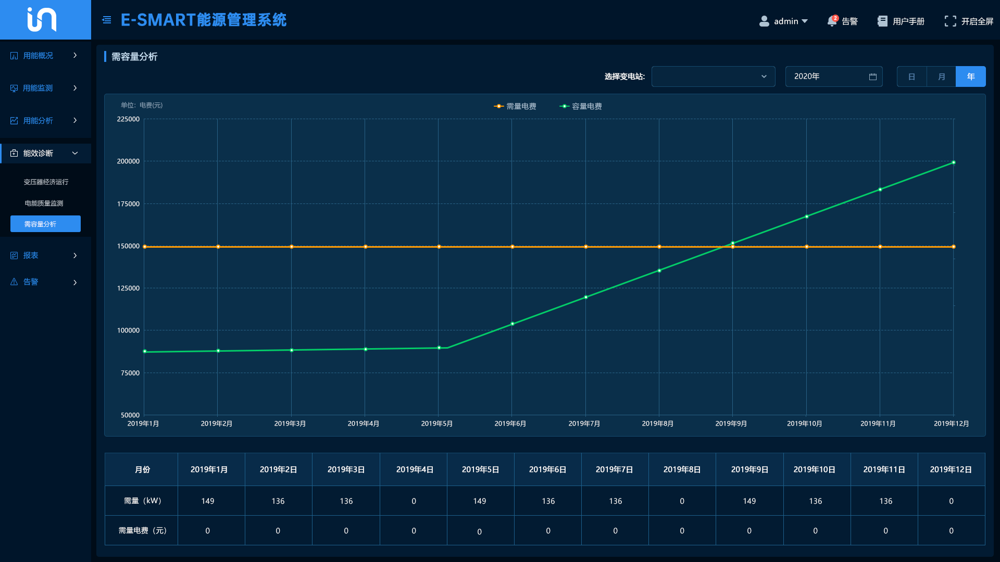 in
E-SMART能源管理系统
admin
2
告警
用户手册
开启全屏
用能概况
用能监测
用能分析
能效诊断
变压器经济运行
电能质量监测
需容量分析
报表
告警
需容量分析
选择变电站:
2020年
日
月
年
单位：电费(元)
需量电费
容量电费
225000
200000
175000
150000
125000
100000
75000
50000
2019年1月 2019年2月 2019年3月 2019年4月 2019年5月 2019年6月 2019年7月 2019年8月 2019年9月 2019年10月 2019年11月 2019年12月
月份 2019年1月 2019年2日 2019年3日 2019年4日 2019年5日 2019年6日 2019年7日 2019年8日 2019年9日 2019年10日 2019年11日 2019年12日
需量（kW） 149 136 136 0 149 136 136 0 149 136 136 0
需量电费（元） 0 0 0 0 0 0 0 0 0 0 0 0